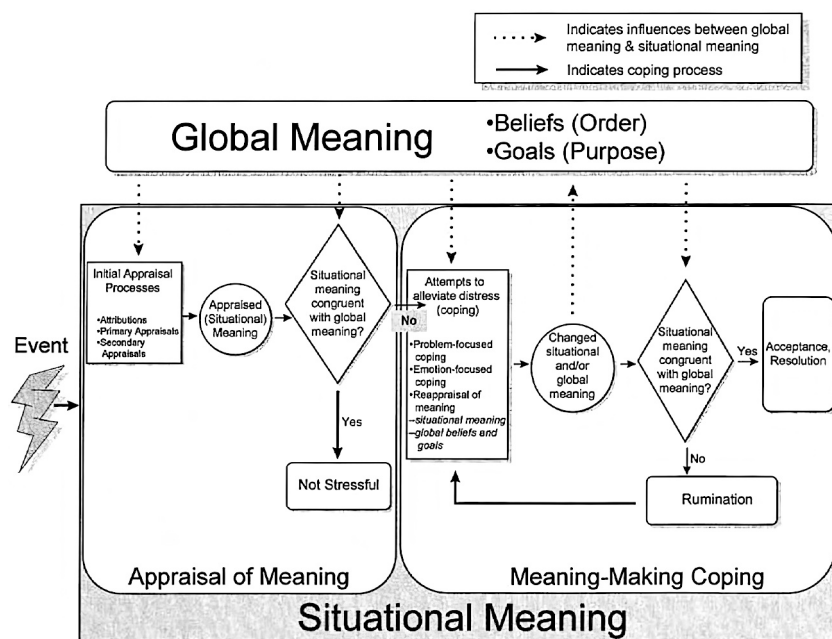 Indicates influences between global
meaning & situational meaning
Indicates coping process
Global Meaning
•Beliefs (Order)
•Goals (Purpose)
Event
Initial Appraisal
Processes
•Attributions
•Primary Appraisals
•Secondary
Appraisals
Appraised
(Situational)
Meaning
Situational
meaning
congruent
with global
meaning?
Yes
Not Stressful
No
Appraisal of Meaning
Attempts to
alleviate distress
(coping)
•Problem-focused
coping
•Emotion-focused
coping
•Reappraisal of
meaning
--situational meaning
--global beliefs and
goals
Changed
situational
and/or global
meaning
Situational
meaning
congruent
with global
meaning?
Yes
Acceptance,
Resolution
No
Rumination
Meaning-Making Coping
Situational Meaning